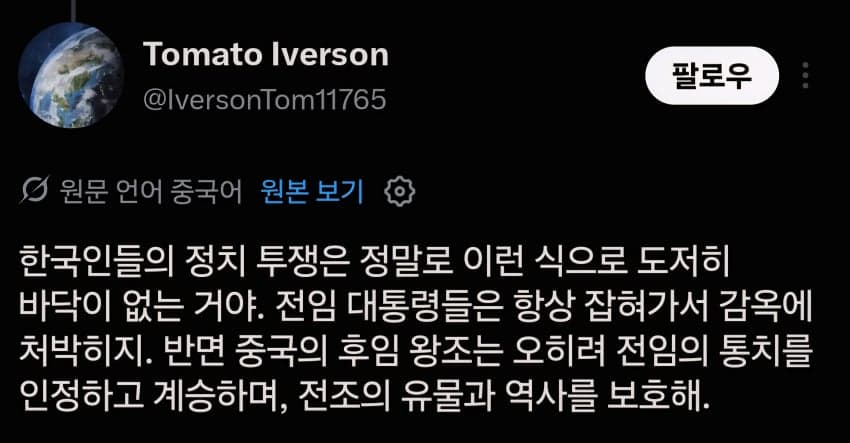 Tomato Iverson
@IversonTom11765
팔로우
원문 언어 중국어 원본 보기
한국인들의 정치 투쟁은 정말로 이런 식으로 도저히
바닥이 없는 거야. 전임 대통령들은 항상 잡혀가서 감옥에
처박히지. 반면 중국의 후임 왕조는 오히려 전임의 통치를
인정하고 계승하며, 전조의 유물과 역사를 보호해.